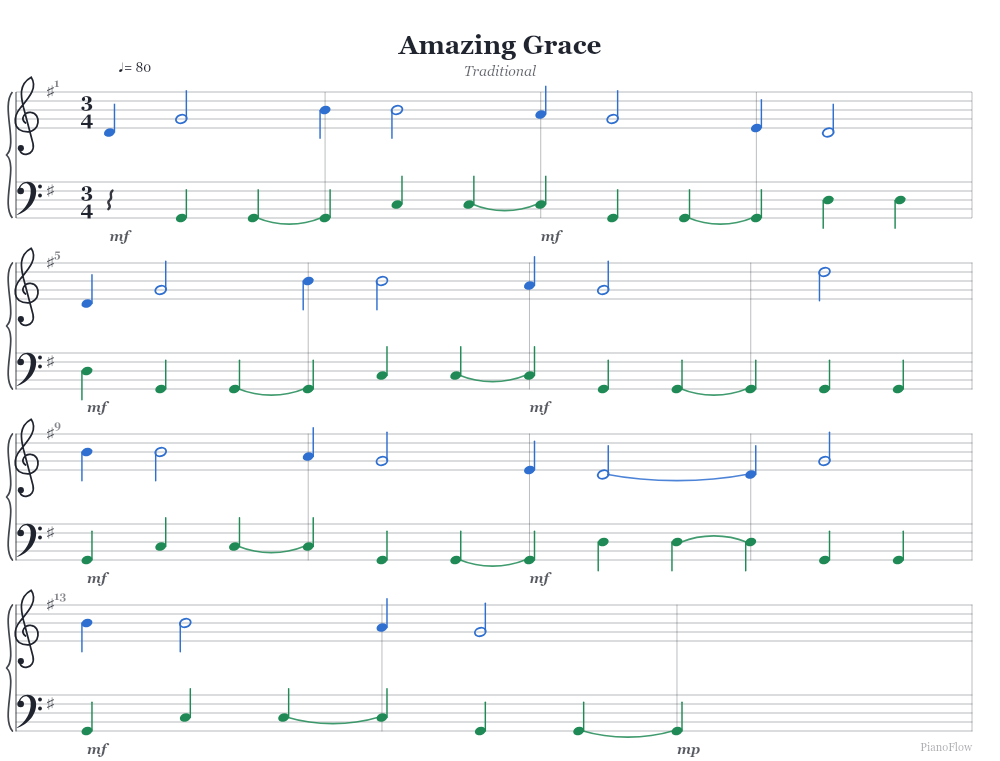 Amazing Grace
♩= 80
Traditional
1
3
4
3
4
mf mf
5
mf mf
9
mf mf
13
mf mp
PianoFlow